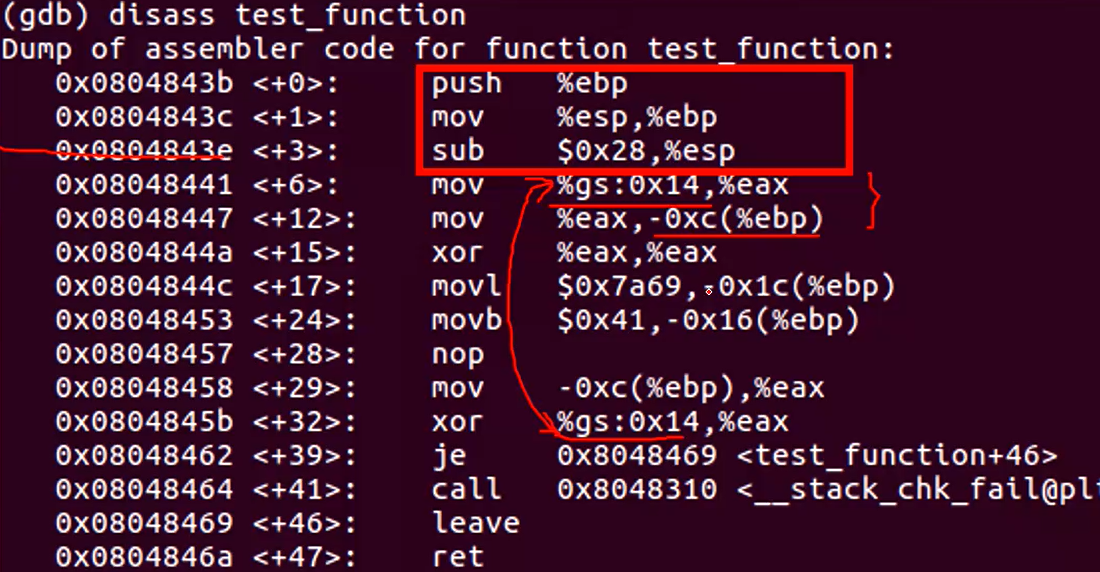 (gdb) disass test_function
Dump of assembler code for function test_function:
0x0804843b <+0>: push %ebp
0x0804843c <+1>: mov %esp,%ebp
0x0804843e <+3>: sub $0x28,%esp
0x08048441 <+6>: mov %gs:0x14,%eax
0x08048447 <+12>: mov %eax,-0xc(%ebp)
0x0804844a <+15>: xor %eax,%eax
0x0804844c <+17>: movl $0x7a69,-0x1c(%ebp)
0x08048453 <+24>: movb $0x41,-0x16(%ebp)
0x08048457 <+28>: nop
0x08048458 <+29>: mov -0xc(%ebp),%eax
0x0804845b <+32>: xor %gs:0x14,%eax
0x08048462 <+39>: je 0x8048469 <test_function+46>
0x08048464 <+41>: call 0x8048310 <__stack_chk_fail@pl
0x08048469 <+46>: leave
0x0804846a <+47>: ret